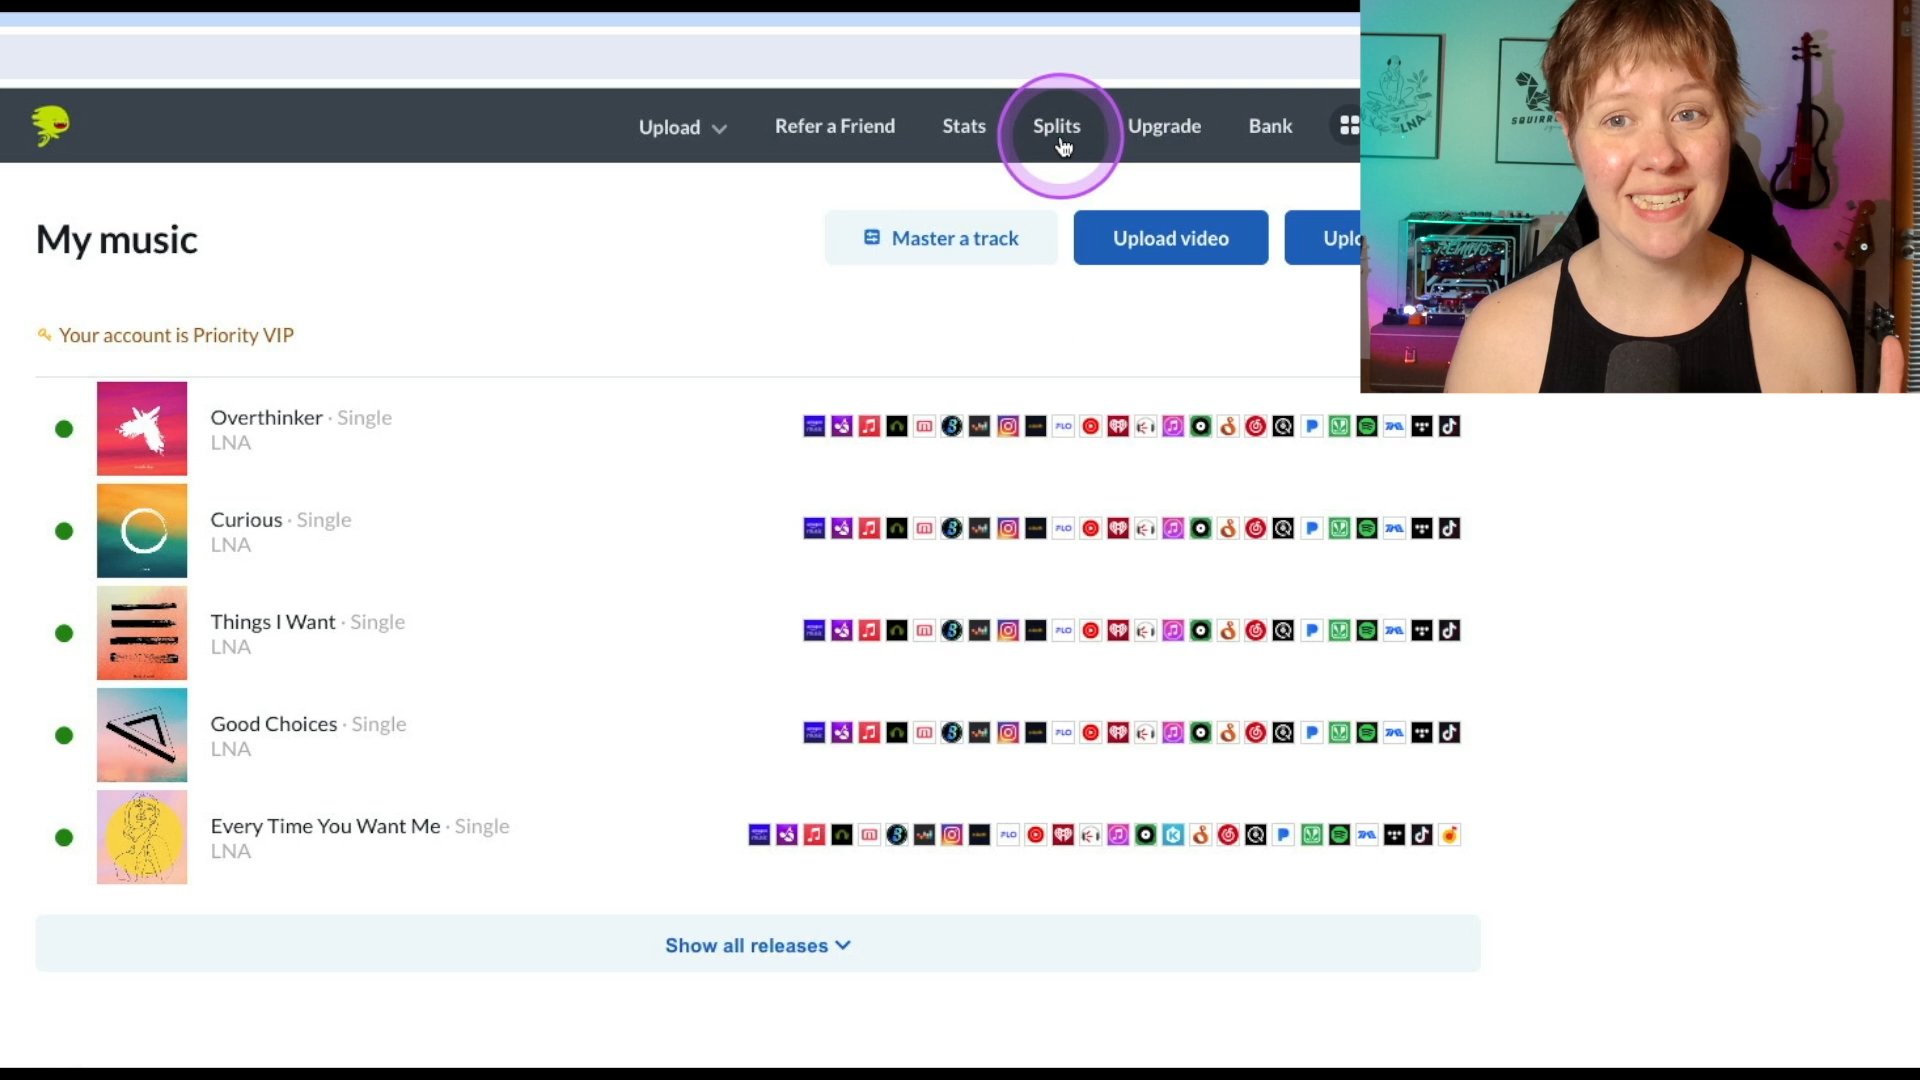 Upload
Refer a Friend
Stats
Splits
Upgrade
Bank
My music
Master a track
Upload video
Your account is Priority VIP
Overthinker · Single
LNA
Curious · Single
LNA
Things I Want · Single
LNA
Good Choices · Single
LNA
Every Time You Want Me · Single
LNA
Show all releases
LNA